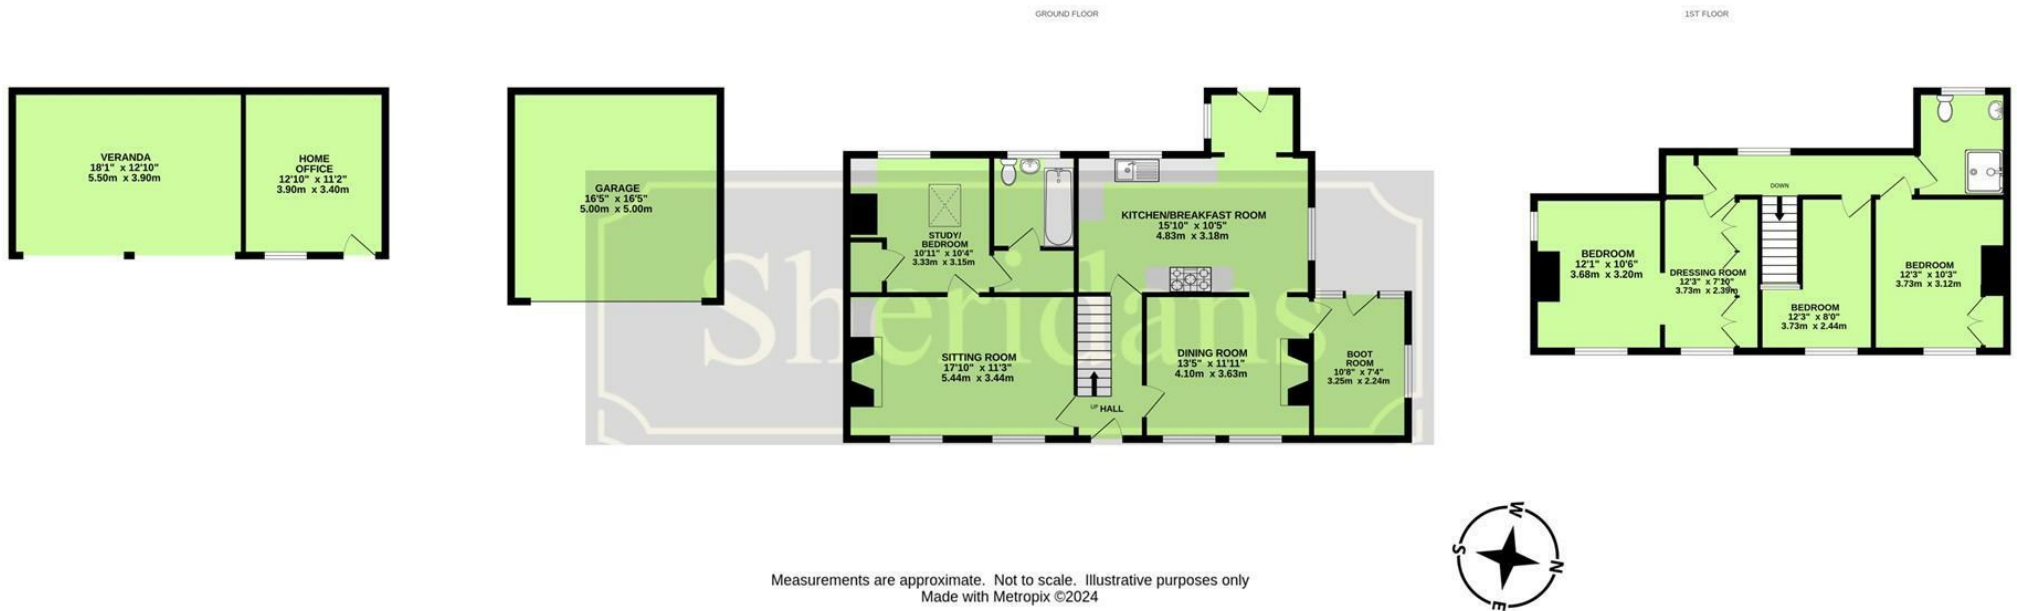 GROUND FLOOR
1ST FLOOR
VERANDA
18'1" x 12'10"
5.50m x 3.90m
HOME
OFFICE
12'10" x 11'2"
3.90m x 3.40m
GARAGE
16'5" x 16'5"
5.00m x 5.00m
STUDY/
BEDROOM
10'11" x 10'4"
3.33m x 3.15m
KITCHEN/BREAKFAST ROOM
15'10" x 10'5"
4.83m x 3.18m
SITTING ROOM
17'10" x 11'3"
5.44m x 3.44m
UP
HALL
DINING ROOM
13'5" x 11'11"
4.10m x 3.63m
BOOT
ROOM
10'8" x 7'4"
3.25m x 2.24m
Sheridans
DOWN
BEDROOM
12'1" x 10'6"
3.68m x 3.20m
DRESSING ROOM
12'3" x 7'10"
3.73m x 2.39m
BEDROOM
12'3" x 8'0"
3.73m x 2.44m
BEDROOM
12'3" x 10'3"
3.73m x 3.12m
W
S
N
E
Measurements are approximate. Not to scale. Illustrative purposes only
Made with Metropix ©2024